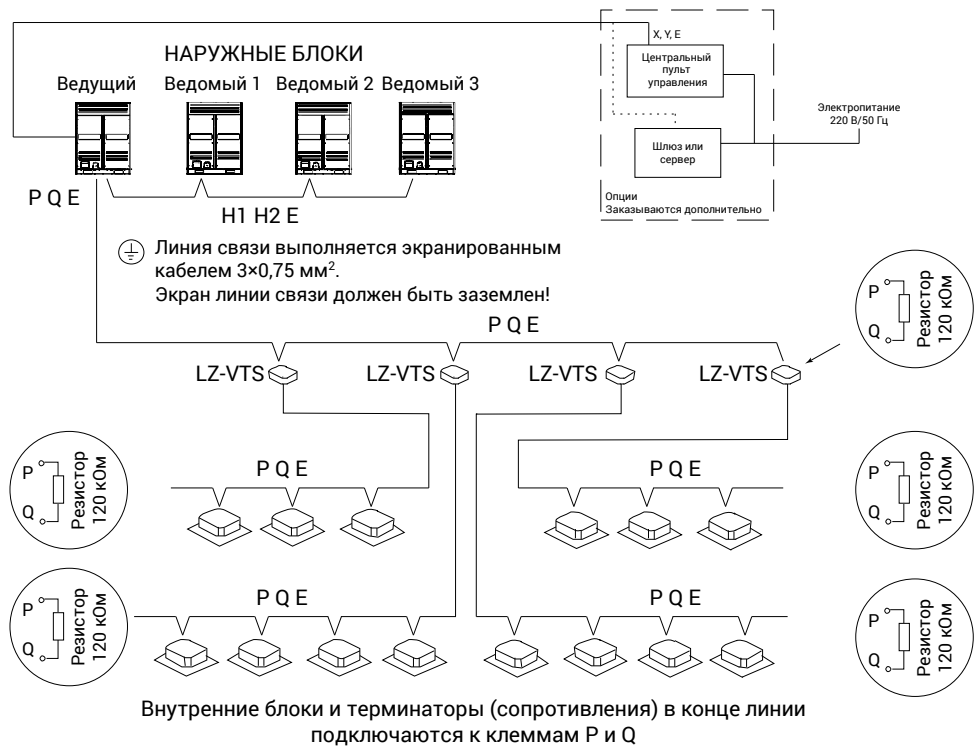 X, Y, E
НАРУЖНЫЕ БЛОКИ
Центральный
пульт
управления
Ведущий
Ведомый 1
Ведомый 2
Ведомый 3
Электропитание
220 В/50 Гц
Шлюз или
сервер
P Q E
Опции
Заказываются дополнительно
H1 H2 E
Линия связи выполняется экранированным
кабелем 3×0,75 мм².
Экран линии связи должен быть заземлен!
P
Q
Резистор
120 кОм
P Q E
LZ-VTS
LZ-VTS
LZ-VTS
LZ-VTS
P
Q
Резистор
120 кОм
P Q E
P Q E
P
Q
Резистор
120 кОм
P
Q
Резистор
120 кОм
P Q E
P Q E
P
Q
Резистор
120 кОм
Внутренние блоки и терминаторы (сопротивления) в конце линии
подключаются к клеммам P и Q